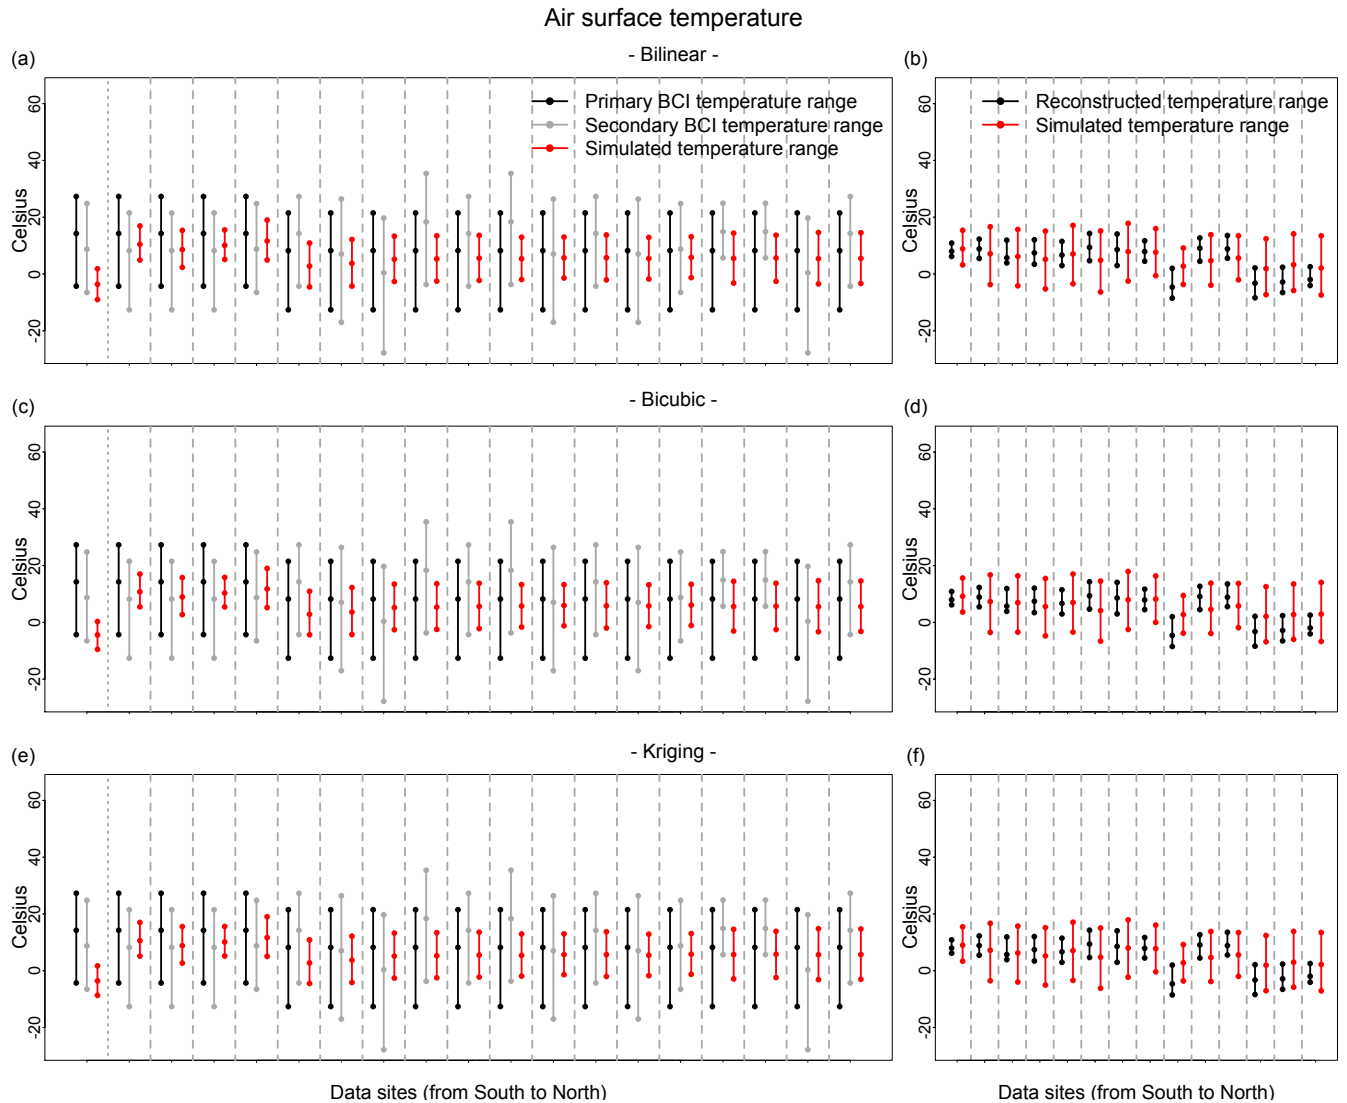 Air surface temperature
(a)
- Bilinear -
(b)
Celsius
-20
0
20
40
60
Primary BCI temperature range
Secondary BCI temperature range
Simulated temperature range
Celsius
-20
0
20
40
60
Reconstructed temperature range
Simulated temperature range
(c)
- Bicubic -
(d)
Celsius
-20
0
20
40
60
Celsius
-20
0
20
40
60
(e)
- Kriging -
(f)
Celsius
-20
0
20
40
60
Celsius
-20
0
20
40
60
Data sites (from South to North)
Data sites (from South to North)